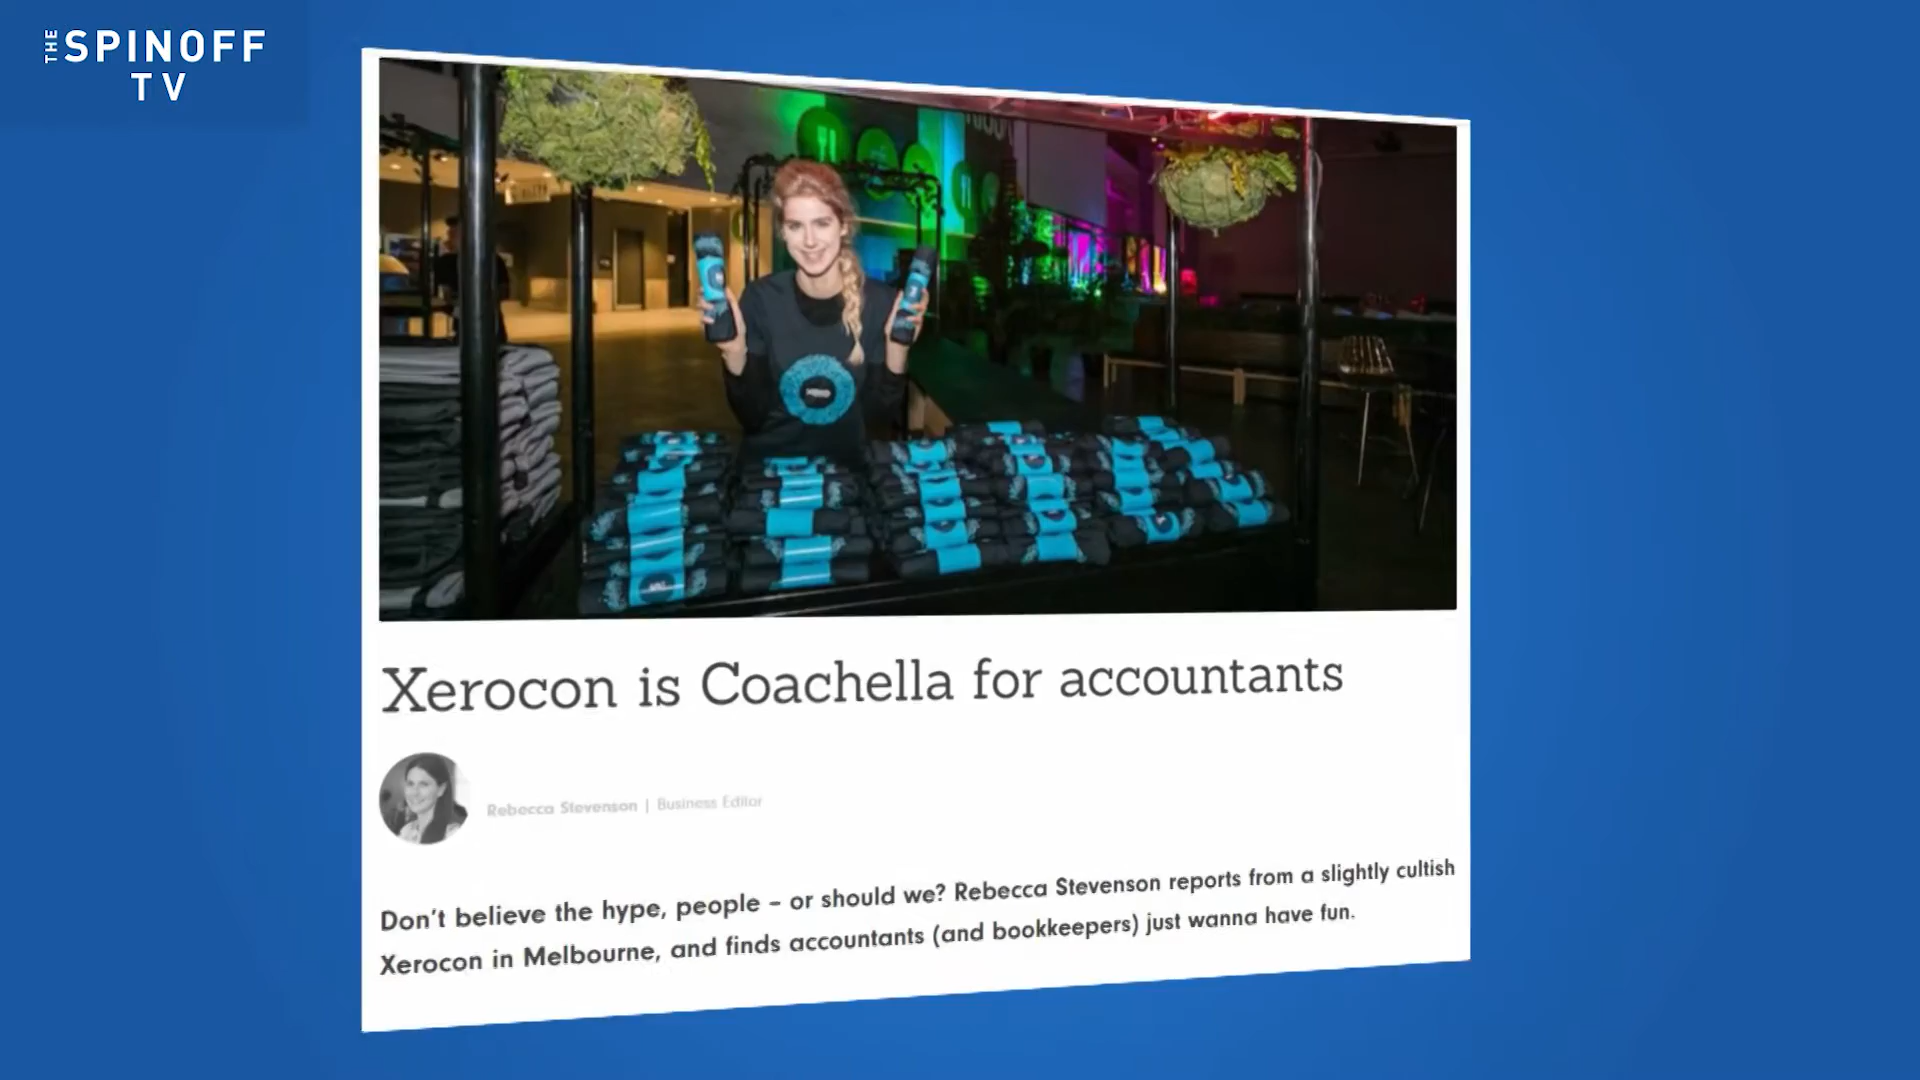 THE SPINOFF
TV
Xerocon is Coachella for accountants
Rebecca Stevenson | Business Editor
Don't believe the hype, people – or should we? Rebecca Stevenson reports from a slightly cultish
Xerocon in Melbourne, and finds accountants (and bookkeepers) just wanna have fun.